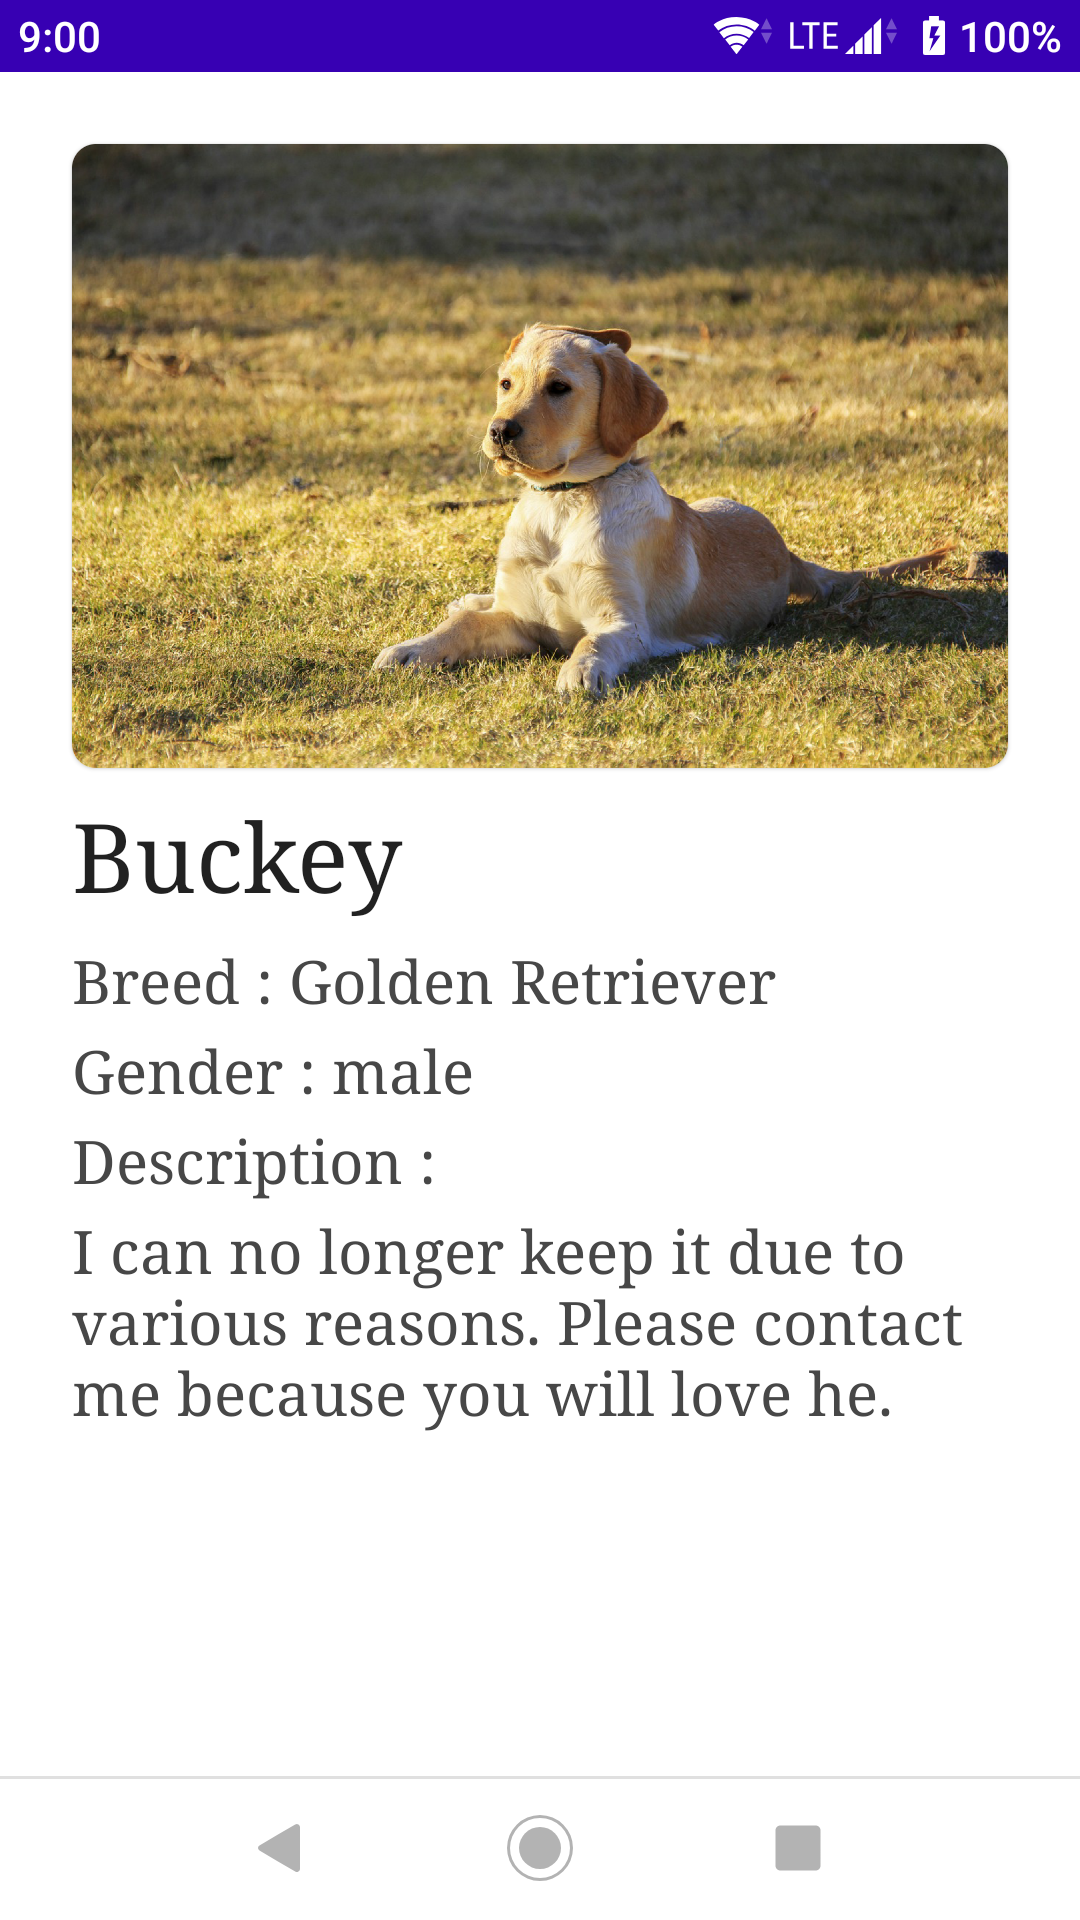 9:00 LTE 100%
Buckey
Breed : Golden Retriever
Gender : male
Description :
I can no longer keep it due to
various reasons. Please contact
me because you will love he.